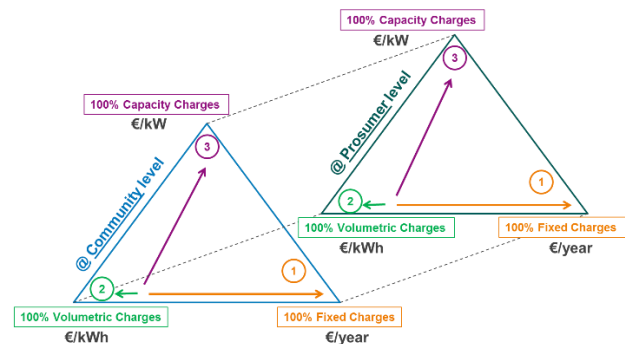 100% Capacity Charges
€/kW
3
@ Prosumer level
1
2
100% Volumetric Charges
€/kWh
100% Fixed Charges
€/year
100% Capacity Charges
€/kW
3
@ Community level
1
2
100% Volumetric Charges
€/kWh
100% Fixed Charges
€/year